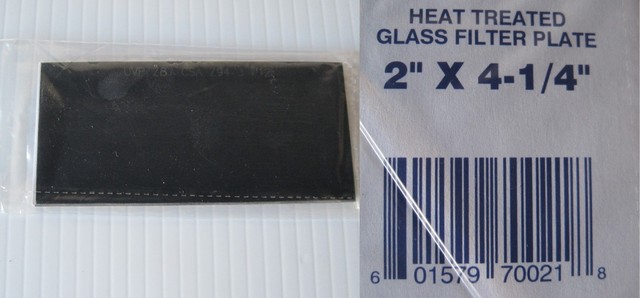 HEAT TREATED
GLASS FILTER PLATE
2" X 4-1/4"
6 01579 70021 8